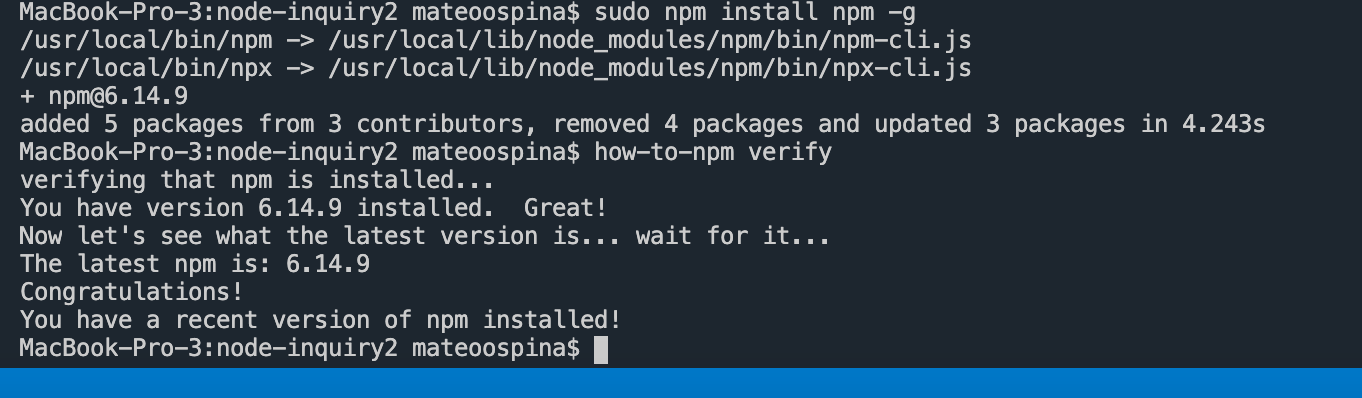 MacBook-Pro-3:node-inquiry2 mateoospina$ sudo npm install npm -g
/usr/local/bin/npm -> /usr/local/lib/node_modules/npm/bin/npm-cli.js
/usr/local/bin/npx -> /usr/local/lib/node_modules/npm/bin/npx-cli.js
+ npm@6.14.9
added 5 packages from 3 contributors, removed 4 packages and updated 3 packages in 4.243s
MacBook-Pro-3:node-inquiry2 mateoospina$ how-to-npm verify
verifying that npm is installed...
You have version 6.14.9 installed.  Great!
Now let's see what the latest version is... wait for it...
The latest npm is: 6.14.9
Congratulations!
You have a recent version of npm installed!
MacBook-Pro-3:node-inquiry2 mateoospina$